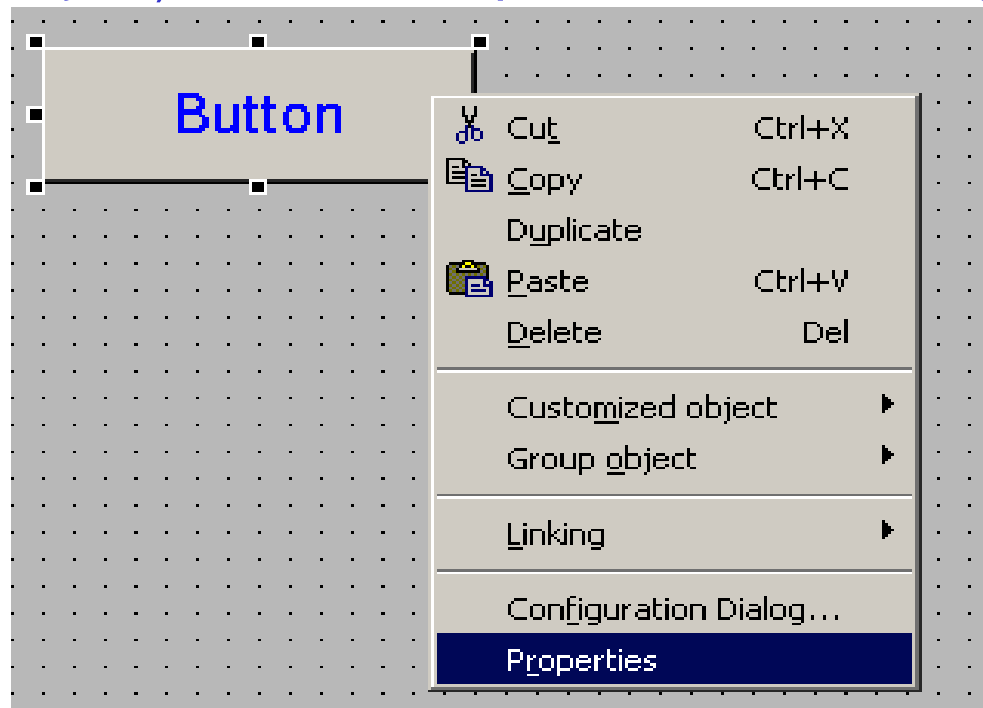 Button
Cut Ctrl+X
Copy Ctrl+C
Duplicate
Paste Ctrl+V
Delete Del
Customized object
Group object
Linking
Configuration Dialog...
Properties